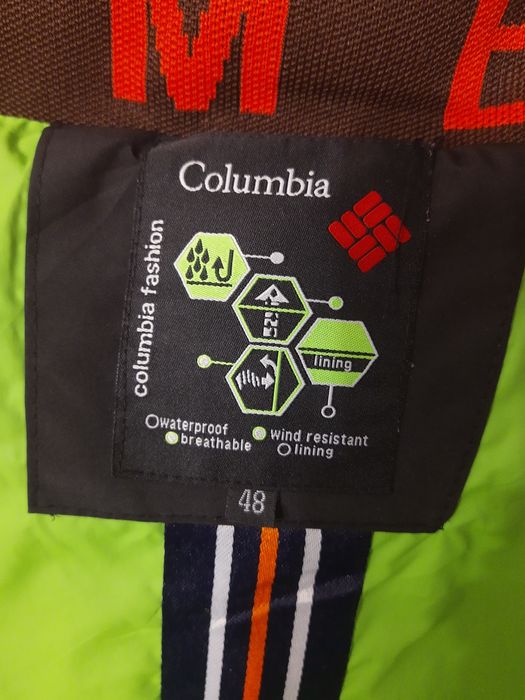 M E
Columbia
columbia fashion
lining
waterproof
breathable
wind resistant
lining
48